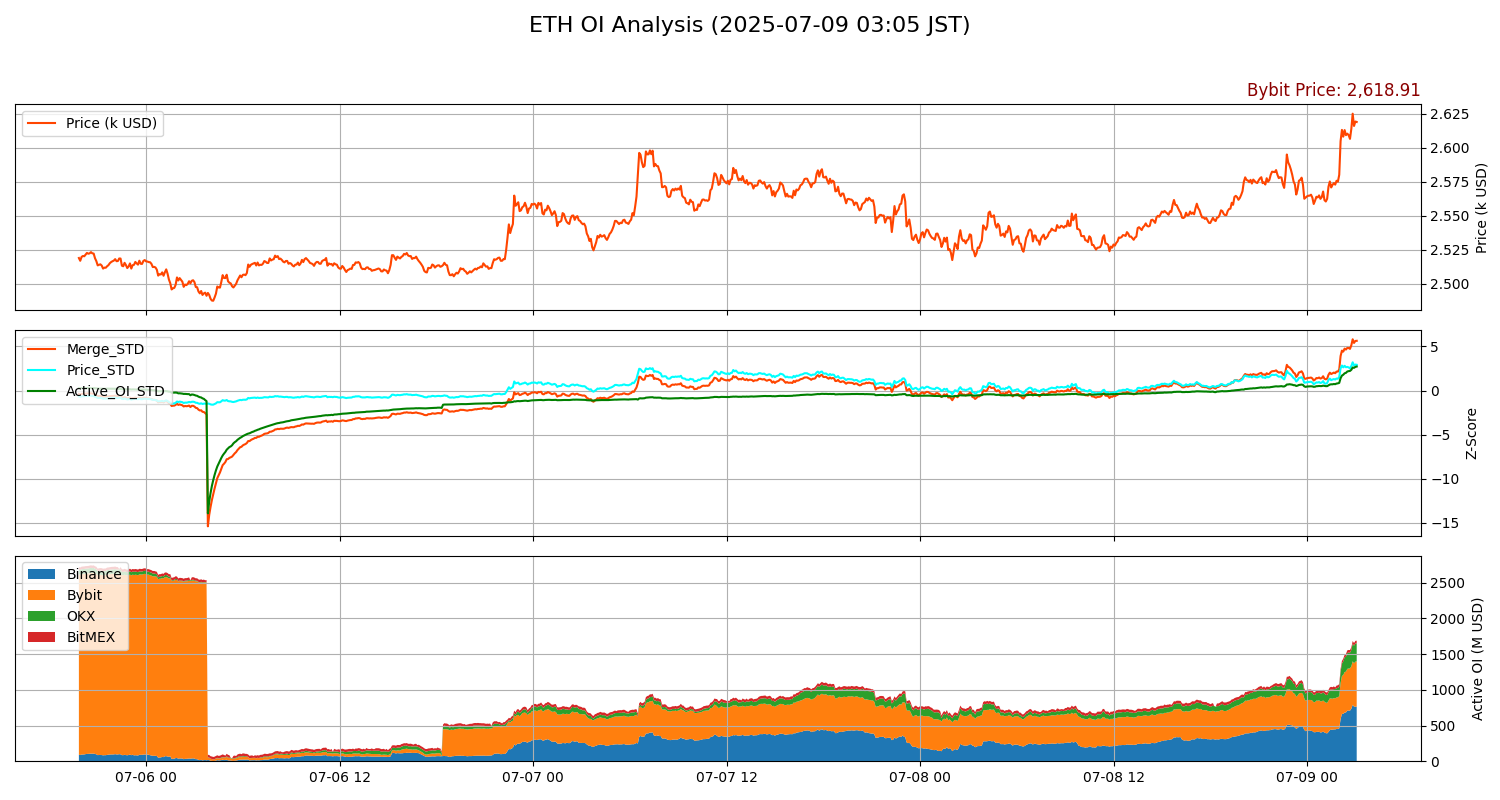 ETH OI Analysis (2025-07-09 03:05 JST)
Bybit Price: 2,618.91
Price (k USD)
2.625
2.600
2.575
2.550
2.525
2.500
Price (k USD)
Merge_STD
Price_STD
Active_OI_STD
5
0
−5
−10
−15
Z-Score
Binance
Bybit
OKX
BitMEX
2500
2000
1500
1000
500
0
Active OI (M USD)
07-06 00
07-06 12
07-07 00
07-07 12
07-08 00
07-08 12
07-09 00